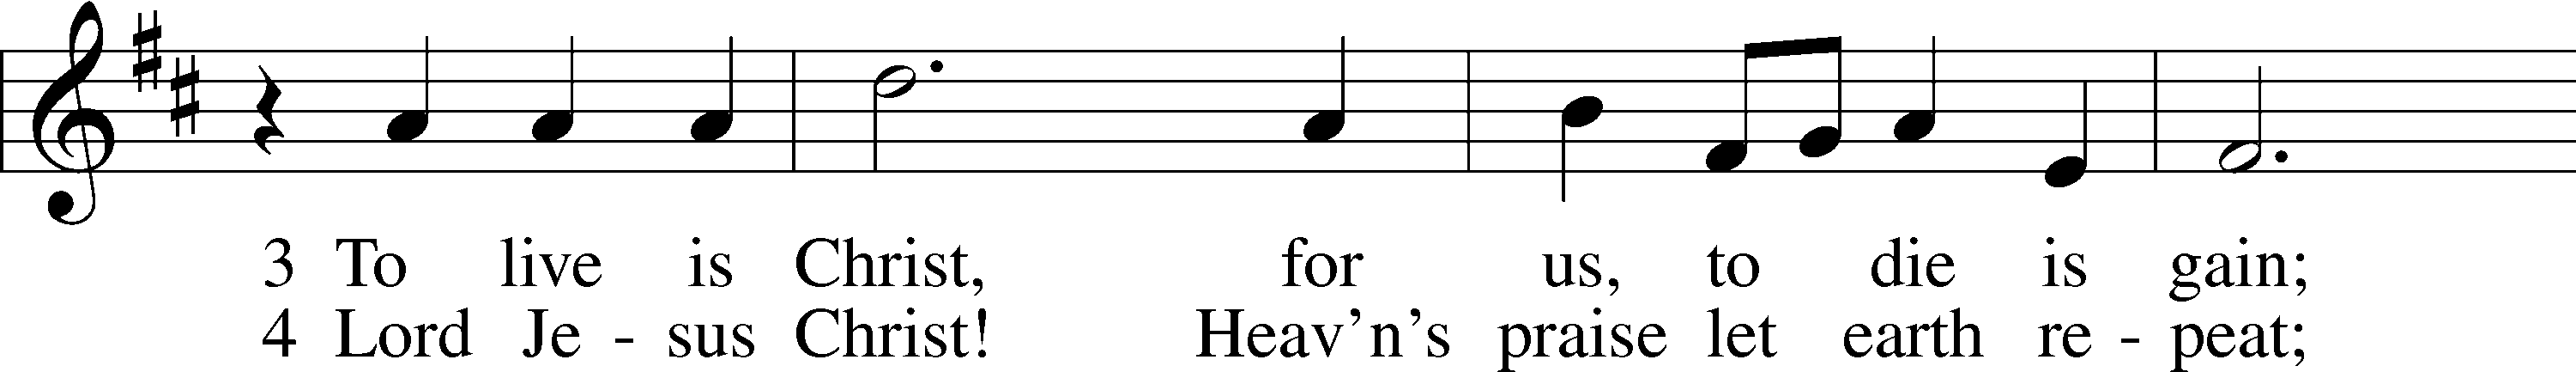 3 To live is Christ, for us, to die is gain;
4 Lord Je - sus Christ! Heav'n's praise let earth re - peat;